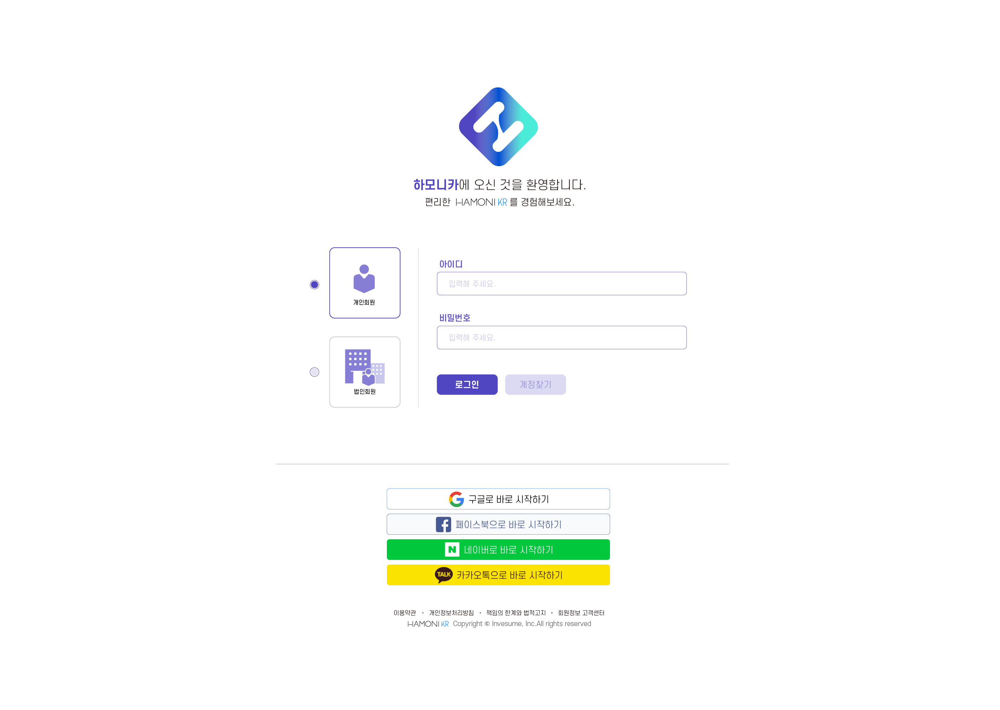 하모니카에 오신 것을 환영합니다.
편리한 HAMONI KR 를 경험해보세요.
개인회원
법인회원
아이디
입력해 주세요.
비밀번호
입력해 주세요.
로그인
계정찾기
구글로 바로 시작하기
페이스북으로 바로 시작하기
N 네이버로 바로 시작하기
TALK 카카오톡으로 바로 시작하기
이용약관 · 개인정보처리방침 · 책임의 한계와 법적고지 · 회원정보 고객센터
HAMONI KR Copyright © Invesume, Inc.All rights reserved